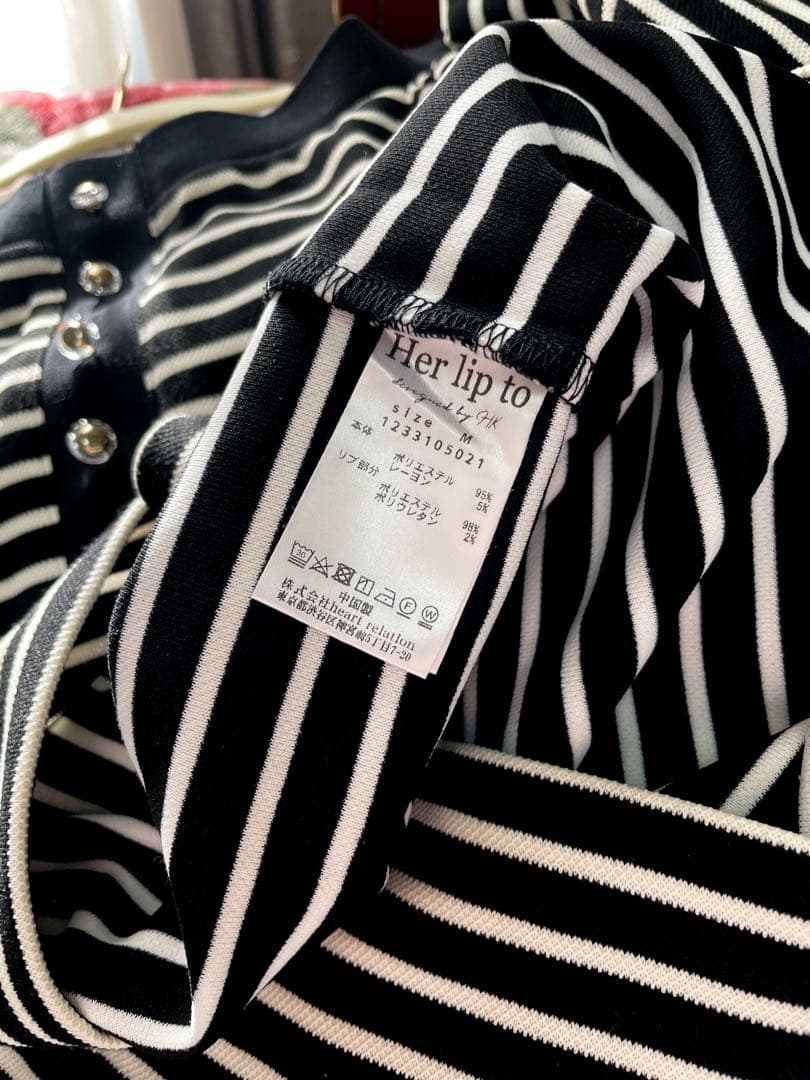 Her lip to
designed by HK
size M
1233105021
本体 ポリエステル 95%
レーヨン 5%
リブ部分 ポリエステル 98%
ポリウレタン 2%
30 F W
中国製
株式会社heart relation
東京都渋谷区神宮前5丁目7-20